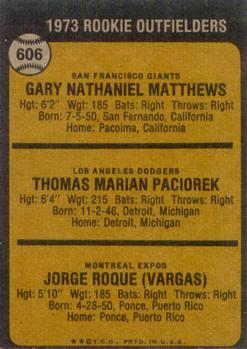 1973 ROOKIE OUTFIELDERS
606
SAN FRANCISCO GIANTS
GARY NATHANIEL MATTHEWS
Hgt: 6'2" Wgt: 185 Bats: Right Throws: Right
Born: 7-5-50, San Fernando, California
Home: Pacoima, California
LOS ANGELES DODGERS
THOMAS MARIAN PACIOREK
Hgt: 6'4" Wgt: 215 Bats: Right Throws: Right
Born: 11-2-46, Detroit, Michigan
Home: Detroit, Michigan
MONTREAL EXPOS
JORGE ROQUE (VARGAS)
Hgt: 5'10" Wgt: 185 Bats: Right Throws: Right
Born: 4-28-50, Ponce, Puerto Rico
Home: Ponce, Puerto Rico
★★©T.C.G. PRTD. IN U.S.A.